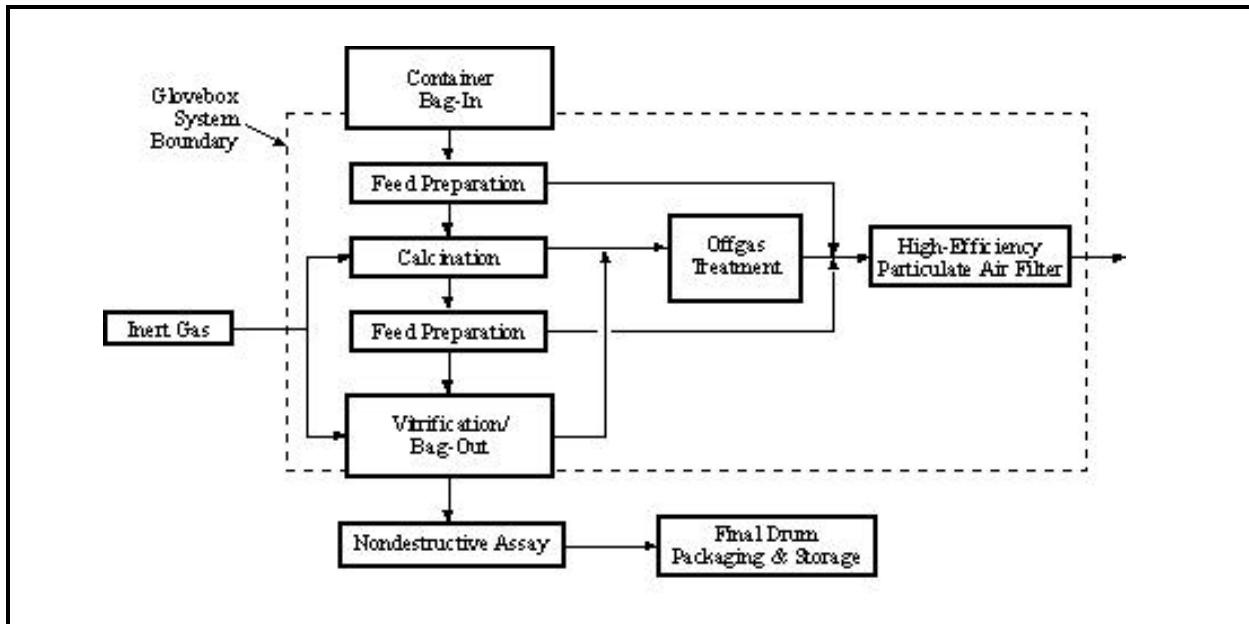 Container
Bag-In
Glovebox
System
Boundary
Feed Preparation
Calcination
Offgas
Treatment
High-Efficiency
Particulate Air Filter
Inert Gas
Feed Preparation
Vitrification/
Bag-Out
Nondestructive Assay
Final Drum
Packaging & Storage